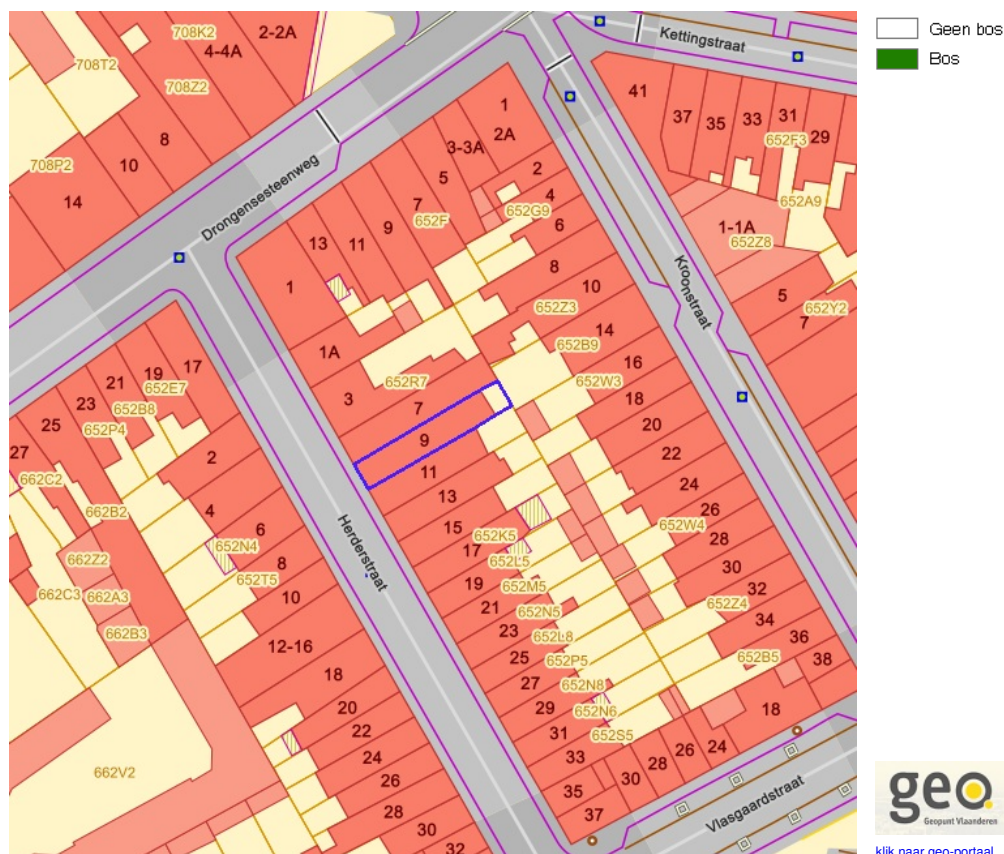 Geen bos
Bos
708K2
2-2A
4-4A
708T2
708Z2
8
10
708P2
14
Drongensesteenweg
Kettingstraat
41
37
35
33
31
652F3
29
652A9
1-1A
652Z8
5
652Y2
7
Kroonstraat
1
2A
3-3A
2
5
4
652G9
6
7
652F
9
11
13
8
10
652Z3
1
14
652B9
1A
16
652R7
652W3
3
18
7
20
9
22
11
24
13
26
15
652W4
28
652K5
17
652L5
30
19
652M5
32
21
652N5
652Z4
34
23
652L8
36
25
652P5
652B5
38
27
652N8
18
29
652N6
24
31
652S5
26
33
28
35
30
37
Vlasgaardstraat
Herderstraat
17
19
652E7
21
652B8
23
652P4
25
27
662C2
2
662B2
4
6
652N4
8
652T5
662Z2
10
662A3
662C3
662B3
12-16
18
20
22
24
26
28
30
32
662V2
geo.
Geopunt Vlaanderen
klik naar geo-portaal